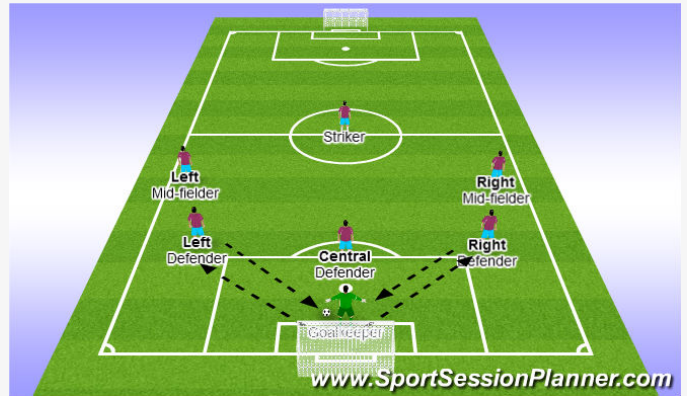 Striker
Left
Mid-fielder
Right
Mid-fielder
Left
Defender
Central
Defender
Right
Defender
Goalkeeper
www.SportSessionPlanner.com